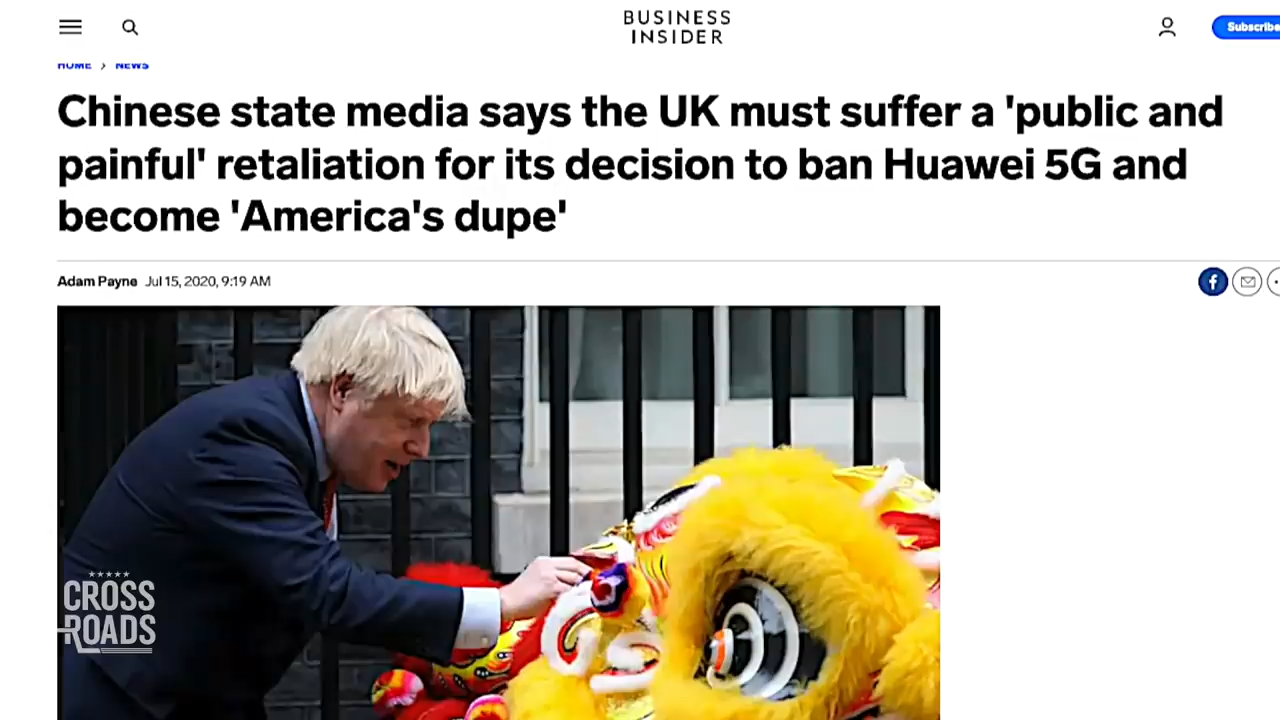 BUSINESS
INSIDER
Subscribe
HOME > NEWS
Chinese state media says the UK must suffer a 'public and
painful' retaliation for its decision to ban Huawei 5G and
become 'America's dupe'
Adam Payne Jul 15, 2020, 9:19 AM
CROSS
ROADS